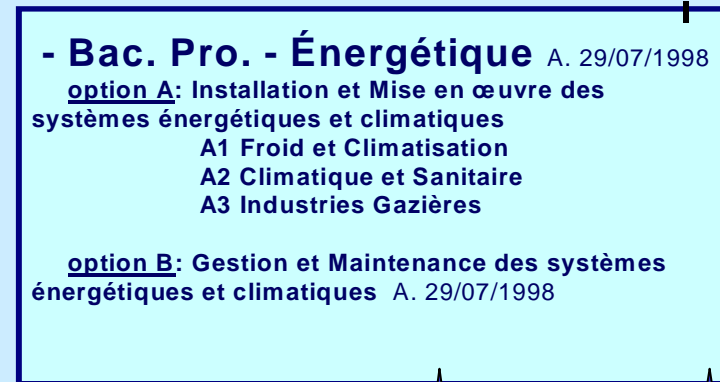 - Bac. Pro. - Énergétique A. 29/07/1998
option A: Installation et Mise en œuvre des
systèmes énergétiques et climatiques
A1 Froid et Climatisation
A2 Climatique et Sanitaire
A3 Industries Gazières
option B: Gestion et Maintenance des systèmes
énergétiques et climatiques A. 29/07/1998